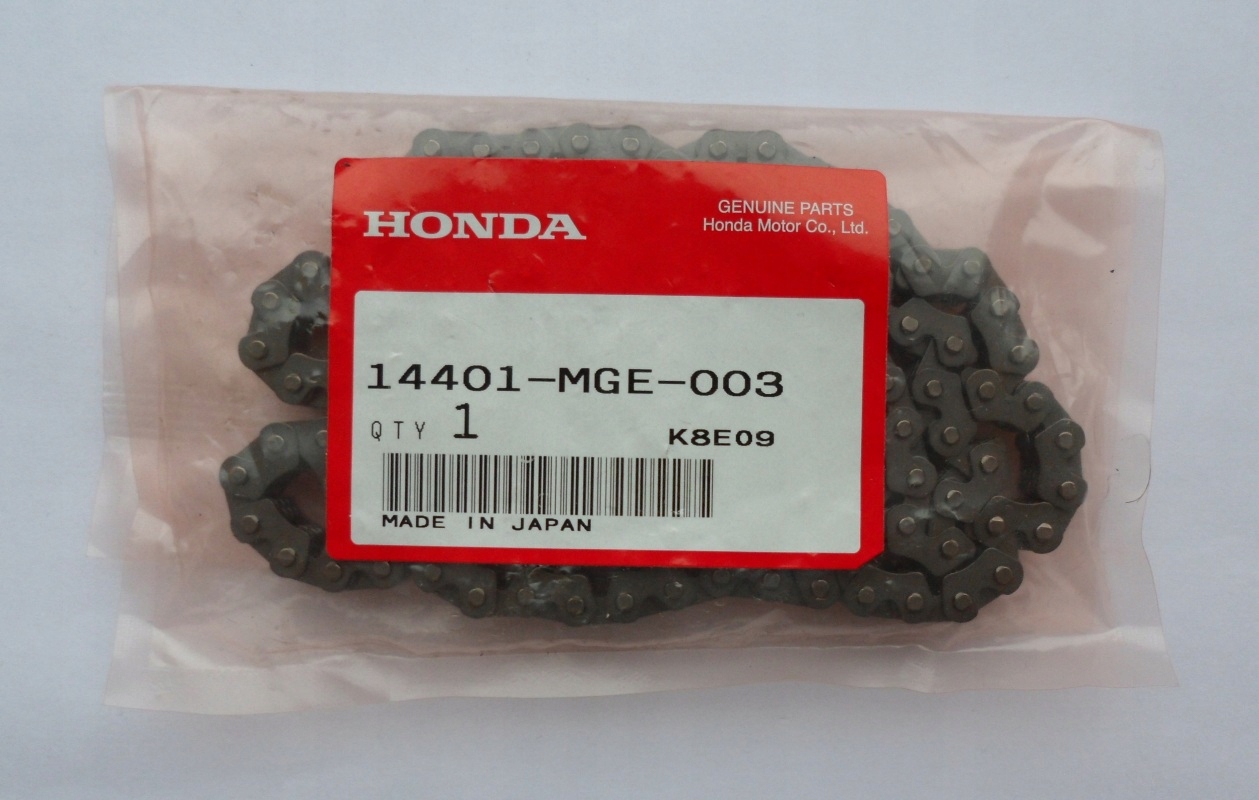 HONDA
GENUINE PARTS
Honda Motor Co., Ltd.
14401-MGE-003
QTY 1
K8E09
MADE IN JAPAN